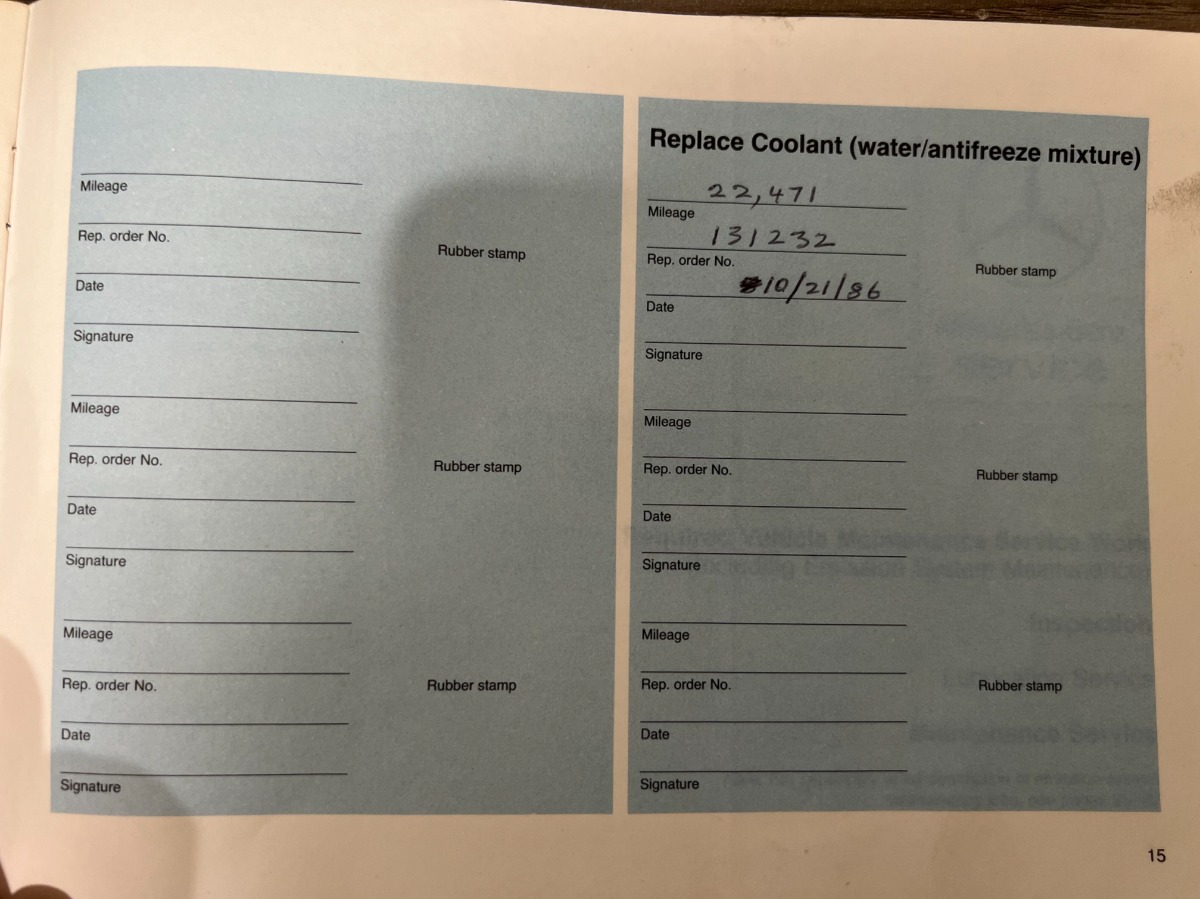 Mileage
Rep. order No.
Rubber stamp
Date
Signature
Mileage
Rep. order No.
Rubber stamp
Date
Signature
Mileage
Rep. order No.
Rubber stamp
Date
Signature
Replace Coolant (water/antifreeze mixture)
22,471
Mileage
131232
Rep. order No.
Rubber stamp
10/21/86
Date
Signature
Mileage
Rep. order No.
Rubber stamp
Date
Signature
Mileage
Rep. order No.
Rubber stamp
Date
Signature
15